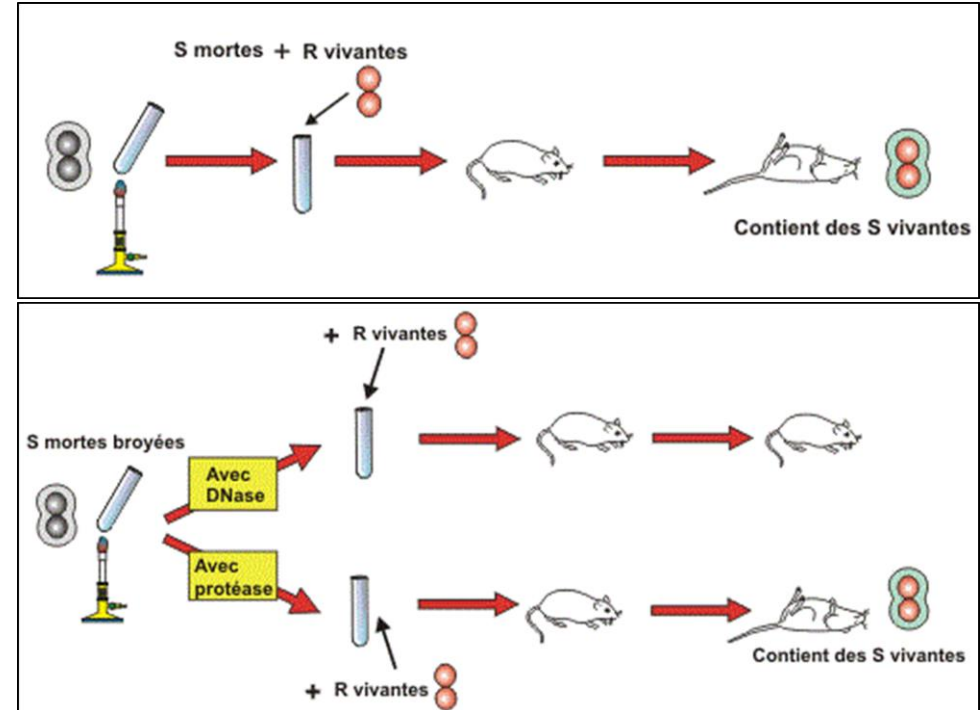 S mortes + R vivantes
Contient des S vivantes
+ R vivantes
S mortes broyées
Avec
DNase
Avec
protéase
Contient des S vivantes
+ R vivantes